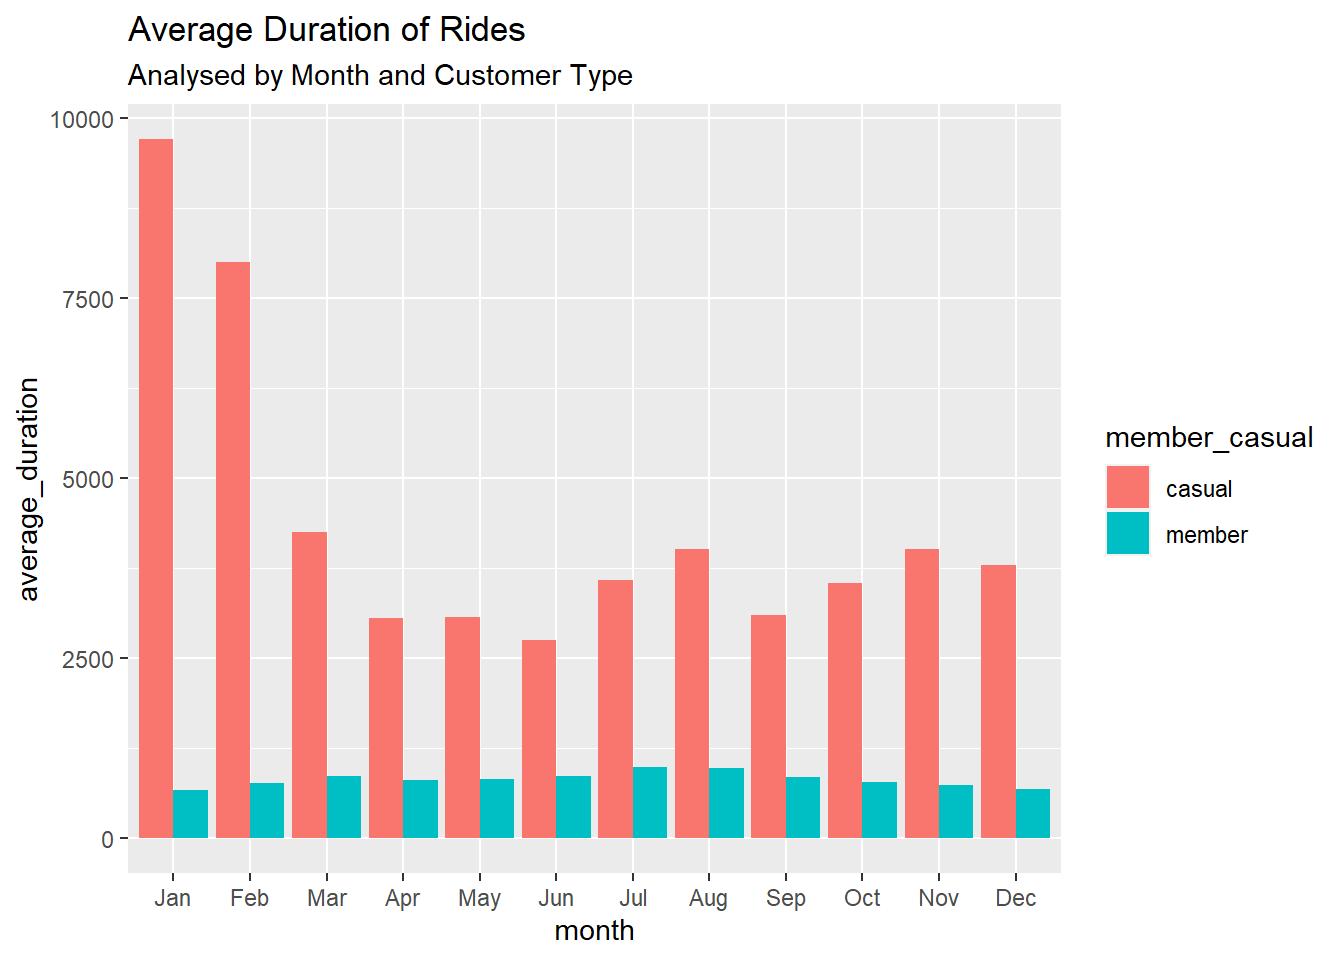 Average Duration of Rides
Analysed by Month and Customer Type
10000
7500
5000
2500
0
average_duration
Jan Feb Mar Apr May Jun Jul Aug Sep Oct Nov Dec
month
member_casual
casual
member